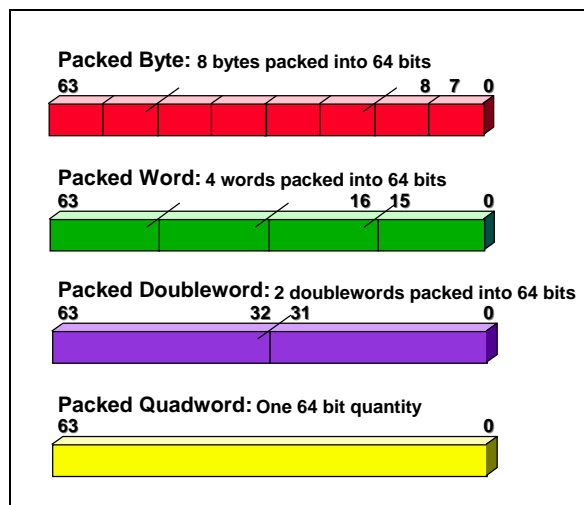 Packed Byte: 8 bytes packed into 64 bits
63 8 7 0
Packed Word: 4 words packed into 64 bits
63 16 15 0
Packed Doubleword: 2 doublewords packed into 64 bits
63 32 31 0
Packed Quadword: One 64 bit quantity
63 0